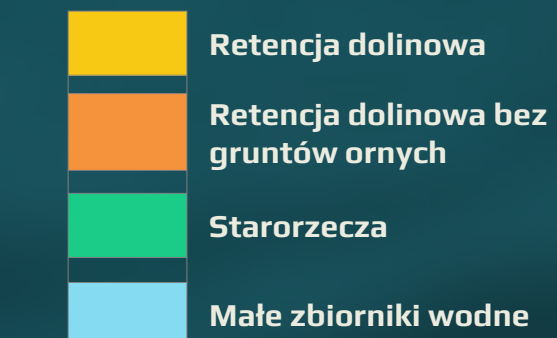 Retencja dolinowa
Retencja dolinowa bez
gruntów ornych
Starorzecza
Małe zbiorniki wodne